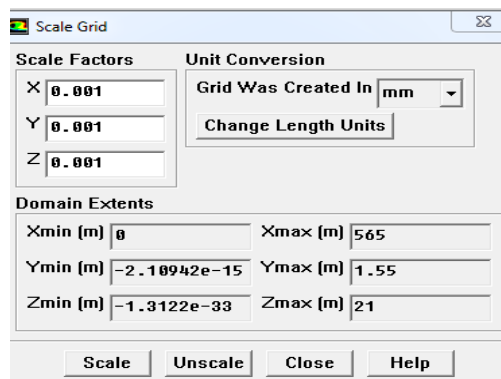 Scale Grid
Scale Factors Unit Conversion
X 0.001 Grid Was Created In mm
Y 0.001 Change Length Units
Z 0.001
Domain Extents
Xmin (m) 0 Xmax (m) 565
Ymin (m) -2.10942e-15 Ymax (m) 1.55
Zmin (m) -1.3122e-33 Zmax (m) 21
Scale Unscale Close Help